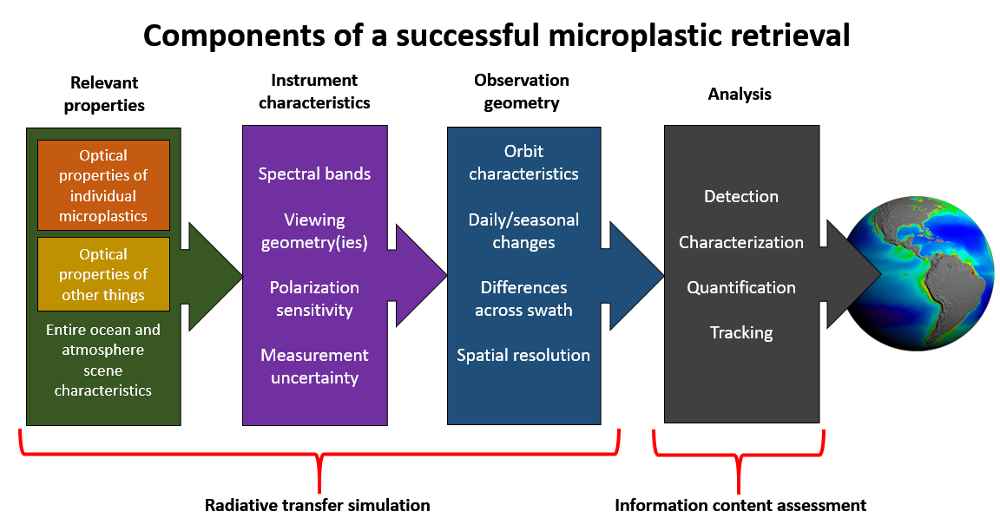 Components of a successful microplastic retrieval
Relevant
properties
Optical
properties of
individual
microplastics
Optical
properties of
other things
Entire ocean and
atmosphere
scene
characteristics
Instrument
characteristics
Spectral bands
Viewing
geometry(ies)
Polarization
sensitivity
Measurement
uncertainty
Observation
geometry
Orbit
characteristics
Daily/seasonal
changes
Differences
across swath
Spatial resolution
Analysis
Detection
Characterization
Quantification
Tracking
Radiative transfer simulation
Information content assessment